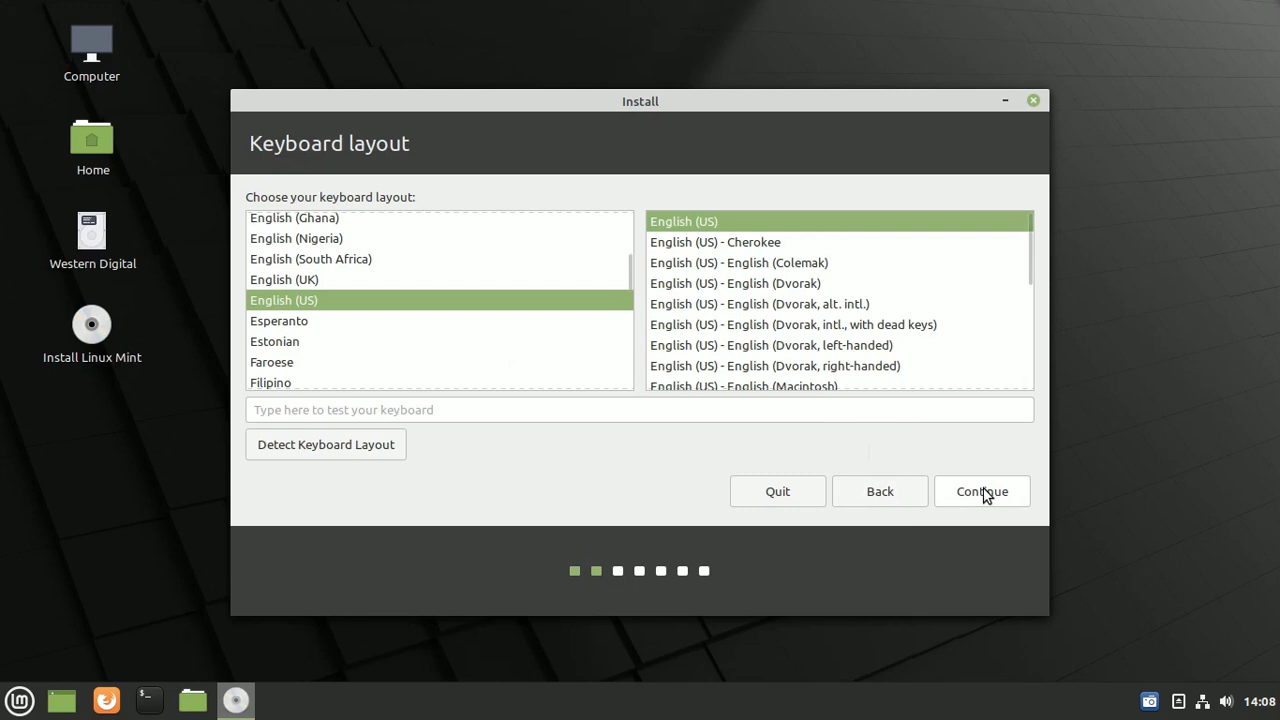 Computer
Home
Western Digital
Install Linux Mint
Install
Keyboard layout
Choose your keyboard layout:
English (Ghana)
English (Nigeria)
English (South Africa)
English (UK)
English (US)
Esperanto
Estonian
Faroese
Filipino
English (US)
English (US) - Cherokee
English (US) - English (Colemak)
English (US) - English (Dvorak)
English (US) - English (Dvorak, alt. intl.)
English (US) - English (Dvorak, intl., with dead keys)
English (US) - English (Dvorak, left-handed)
English (US) - English (Dvorak, right-handed)
English (US) - English (Macintosh)
Type here to test your keyboard
Detect Keyboard Layout
Quit
Back
Continue
14:08